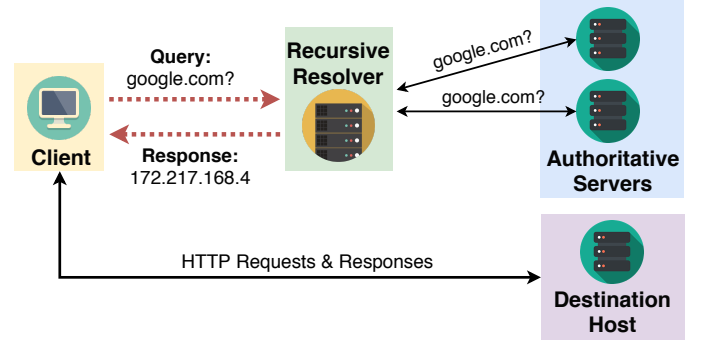 Query:
google.com?
Recursive
Resolver
google.com?
google.com?
Client
Response:
172.217.168.4
Authoritative
Servers
HTTP Requests & Responses
Destination
Host